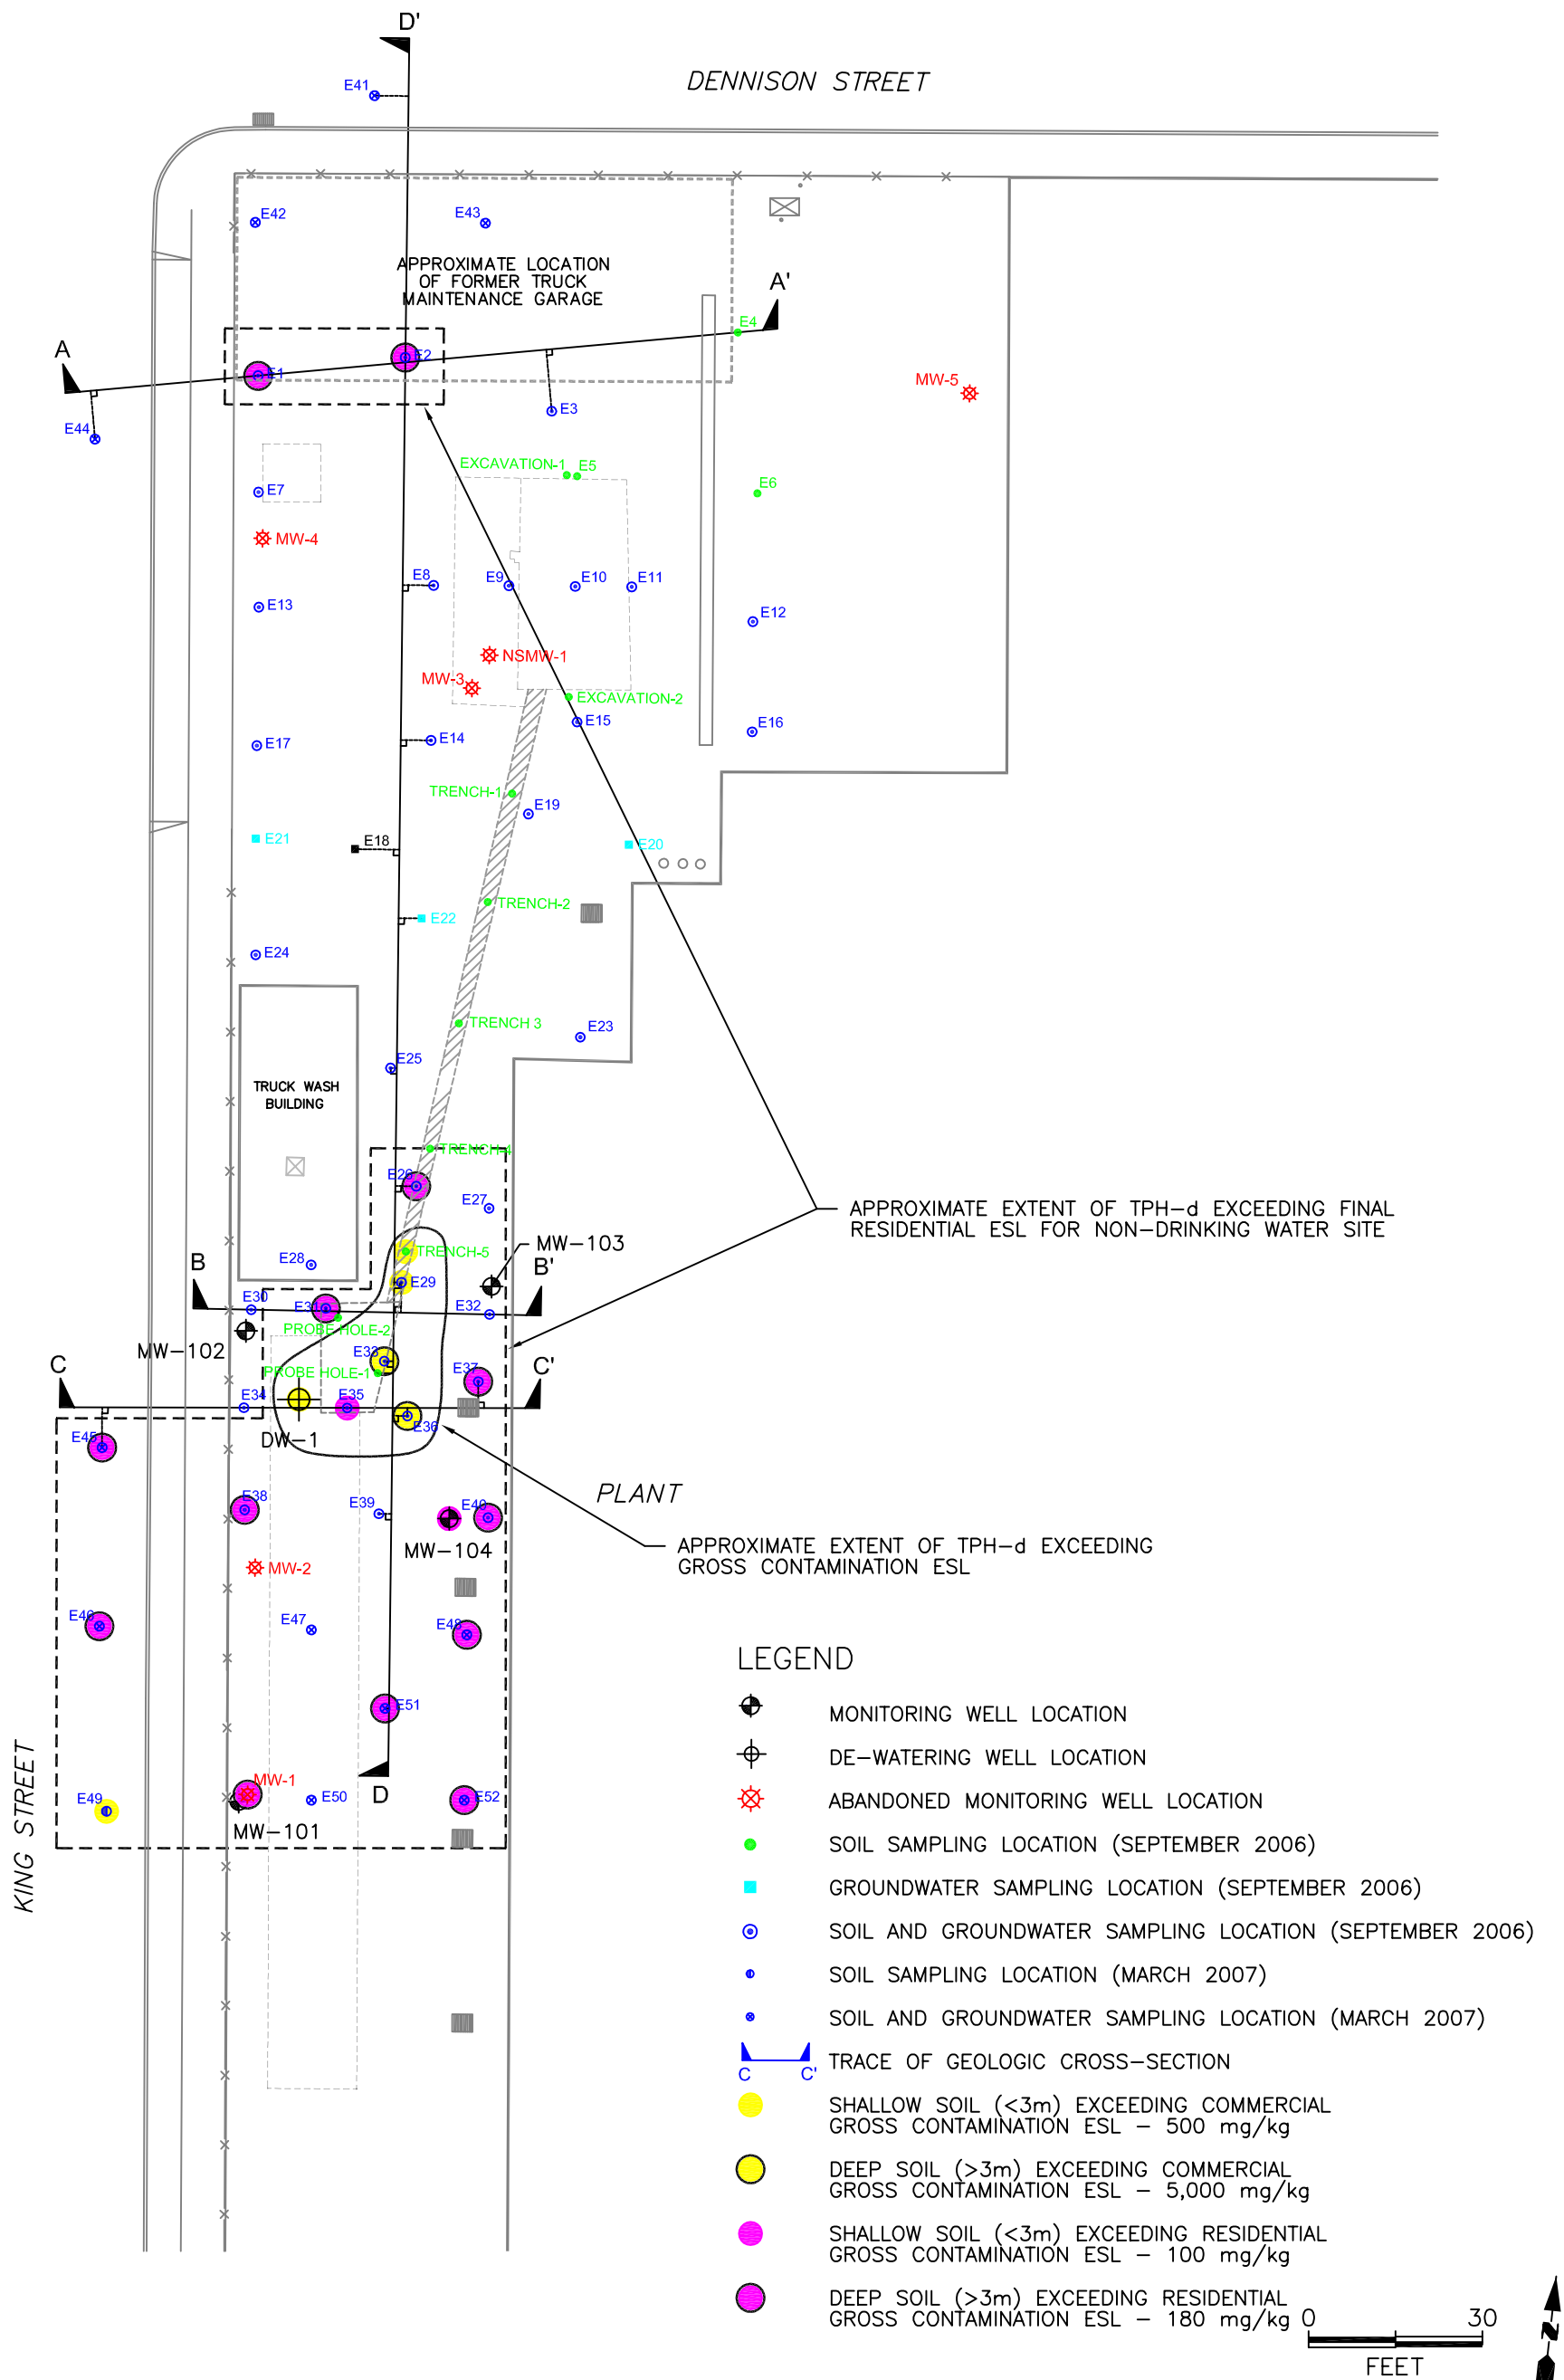 D'
E41
DENNISON STREET
E42
E43
APPROXIMATE LOCATION
OF FORMER TRUCK
MAINTENANCE GARAGE
A'
E4
A
E2
E1
MW-5
E3
E44
EXCAVATION-1
E5
E7
E6
MW-4
E8
E9
E10
E11
E13
E12
NSMW-1
MW-3
EXCAVATION-2
E15
E16
E17
E14
TRENCH-1
E19
E21
E18
E20
TRENCH-2
E22
E24
TRENCH 3
E23
E25
TRUCK WASH
BUILDING
TRENCH-4
E26
E27
APPROXIMATE EXTENT OF TPH-d EXCEEDING FINAL
RESIDENTIAL ESL FOR NON-DRINKING WATER SITE
MW-103
TRENCH-5
E28
B
B'
E29
E30
E31
E32
PROBE HOLE-2
MW-102
E33
C
PROBE HOLE-1
E37
C'
E34
E35
E36
DW-1
E45
PLANT
E38
E39
E40
MW-104
APPROXIMATE EXTENT OF TPH-d EXCEEDING
GROSS CONTAMINATION ESL
MW-2
E46
E47
E48
LEGEND
E51
MONITORING WELL LOCATION
DE-WATERING WELL LOCATION
KING STREET
MW-1
D
E49
E50
E52
MW-101
ABANDONED MONITORING WELL LOCATION
SOIL SAMPLING LOCATION (SEPTEMBER 2006)
GROUNDWATER SAMPLING LOCATION (SEPTEMBER 2006)
SOIL AND GROUNDWATER SAMPLING LOCATION (SEPTEMBER 2006)
SOIL SAMPLING LOCATION (MARCH 2007)
SOIL AND GROUNDWATER SAMPLING LOCATION (MARCH 2007)
C C' TRACE OF GEOLOGIC CROSS-SECTION
SHALLOW SOIL (<3m) EXCEEDING COMMERCIAL
GROSS CONTAMINATION ESL - 500 mg/kg
DEEP SOIL (>3m) EXCEEDING COMMERCIAL
GROSS CONTAMINATION ESL - 5,000 mg/kg
SHALLOW SOIL (<3m) EXCEEDING RESIDENTIAL
GROSS CONTAMINATION ESL - 100 mg/kg
DEEP SOIL (>3m) EXCEEDING RESIDENTIAL
GROSS CONTAMINATION ESL - 180 mg/kg
0 30
FEET
N